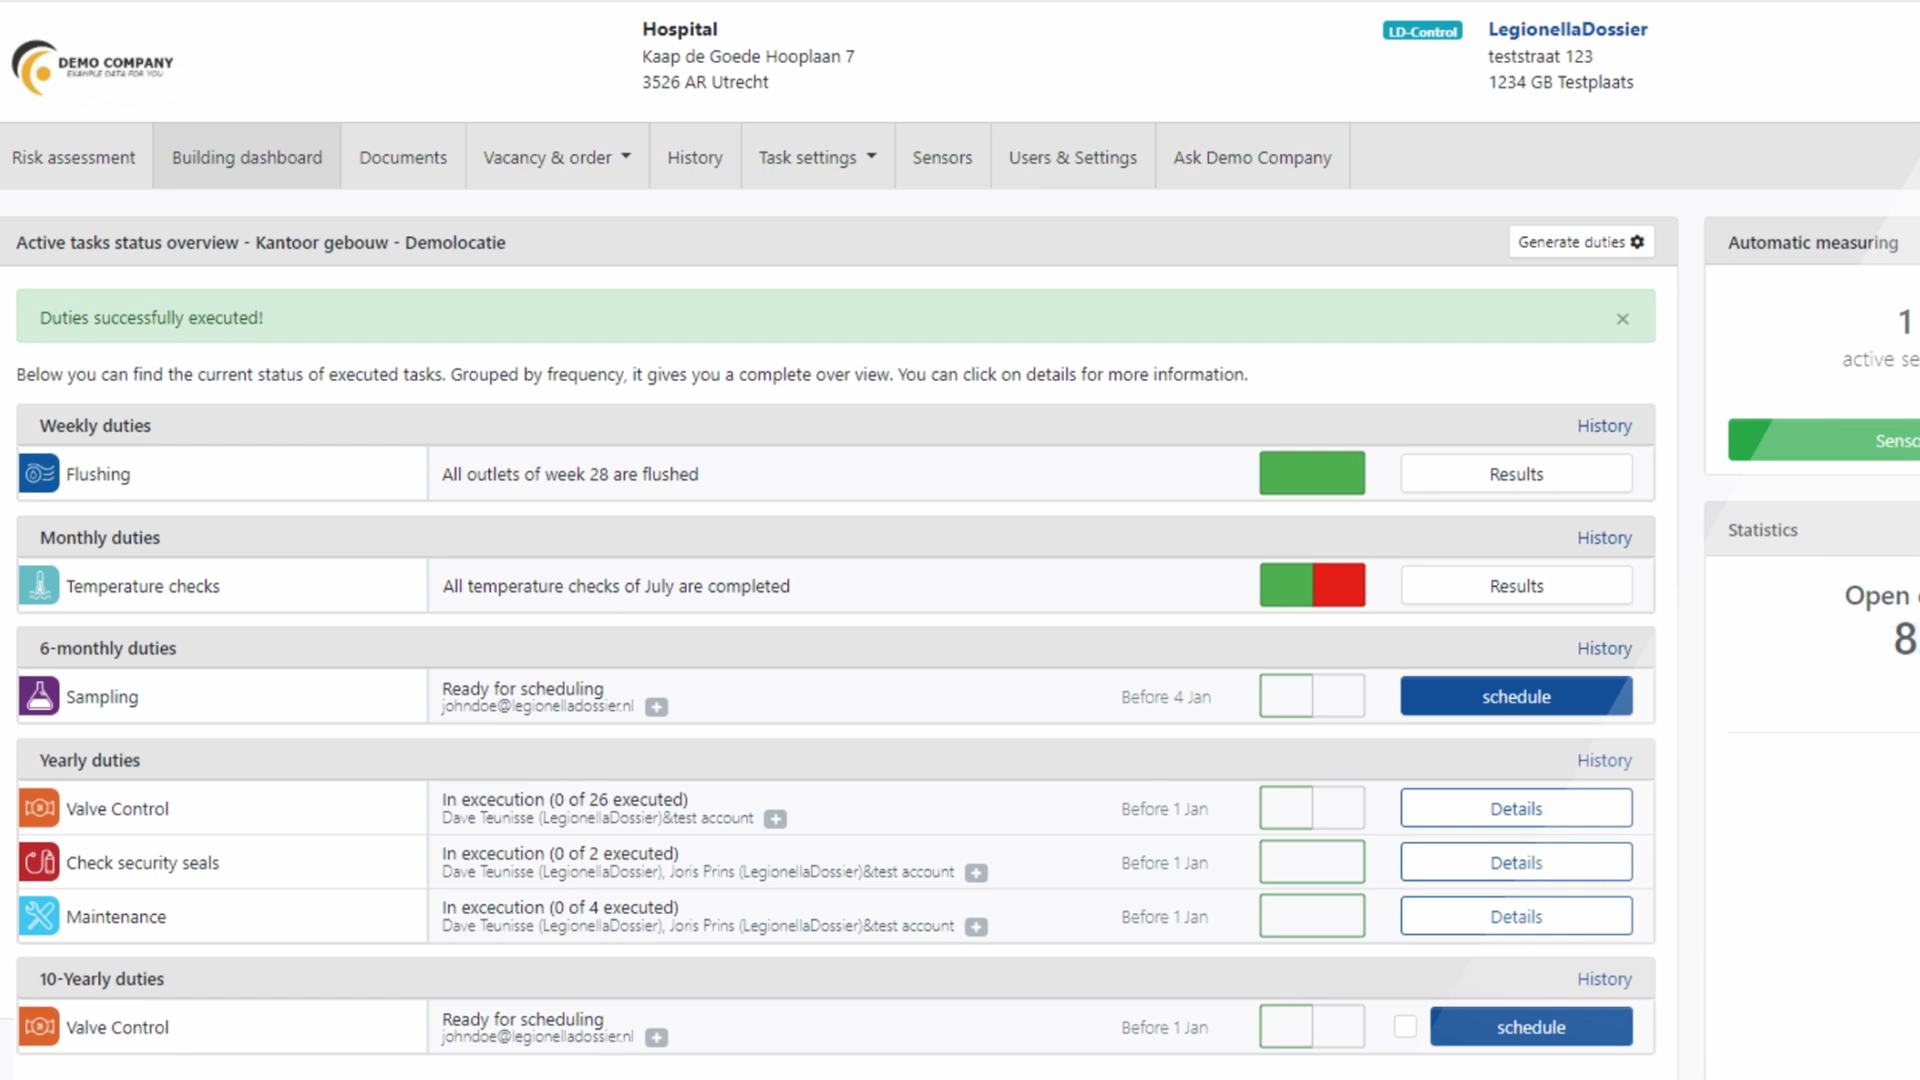 DEMO COMPANY
EXAMPLE DATA FOR YOU
Hospital
Kaap de Goede Hooplaan 7
3526 AR Utrecht
LD-Control
LegionellaDossier
teststraat 123
1234 GB Testplaats
Risk assessment
Building dashboard
Documents
Vacancy & order
History
Task settings
Sensors
Users & Settings
Ask Demo Company
Active tasks status overview - Kantoor gebouw - Demolocatie
Generate duties
Automatic measuring
Duties successfully executed!
×
1
active se
Below you can find the current status of executed tasks. Grouped by frequency, it gives you a complete over view. You can click on details for more information.
Weekly duties
History
Senso
Flushing
All outlets of week 28 are flushed
Results
Monthly duties
History
Statistics
Temperature checks
All temperature checks of July are completed
Results
Open
8
6-monthly duties
History
Sampling
Ready for scheduling
johndoe@legionelladossier.nl
Before 4 Jan
schedule
Yearly duties
History
Valve Control
In excecution (0 of 26 executed)
Dave Teunisse (LegionellaDossier)&test account
Before 1 Jan
Details
Check security seals
In excecution (0 of 2 executed)
Dave Teunisse (LegionellaDossier), Joris Prins (LegionellaDossier)&test account
Before 1 Jan
Details
Maintenance
In excecution (0 of 4 executed)
Dave Teunisse (LegionellaDossier), Joris Prins (LegionellaDossier)&test account
Before 1 Jan
Details
10-Yearly duties
History
Valve Control
Ready for scheduling
johndoe@legionelladossier.nl
Before 1 Jan
schedule